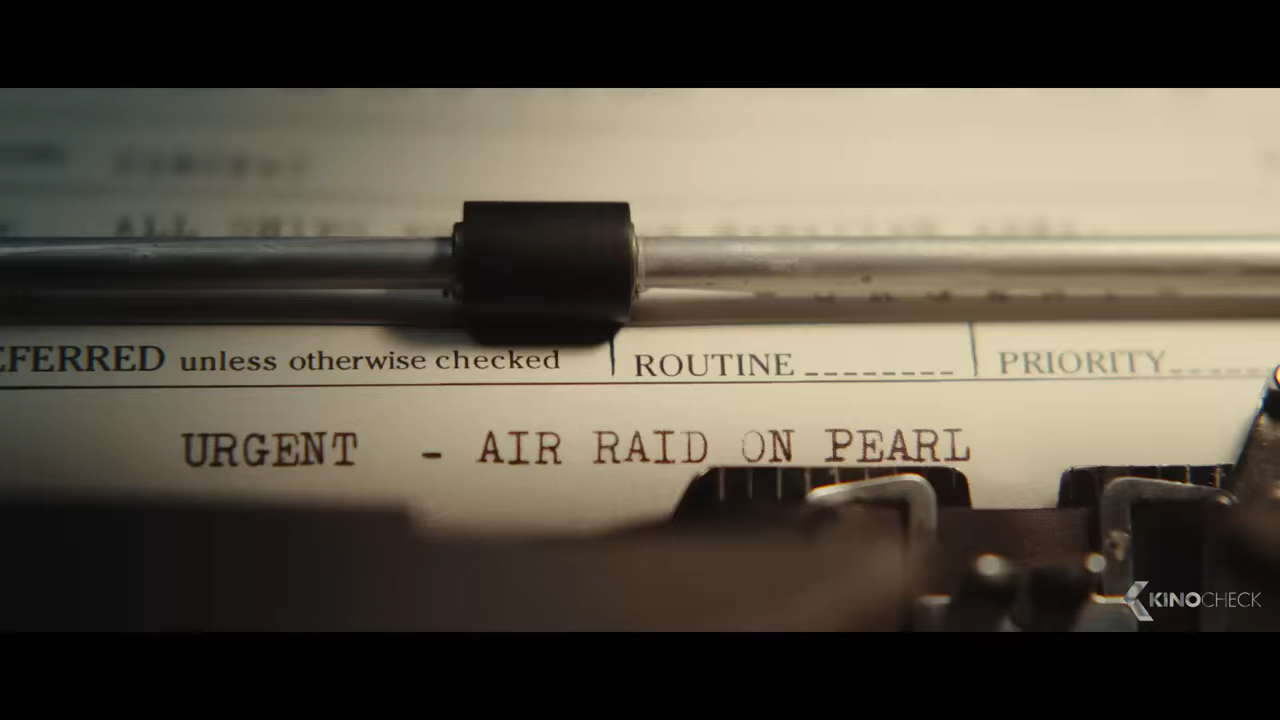 EFERRED unless otherwise checked ROUTINE -------- PRIORITY
URGENT - AIR RAID ON PEARL
KINOCHECK